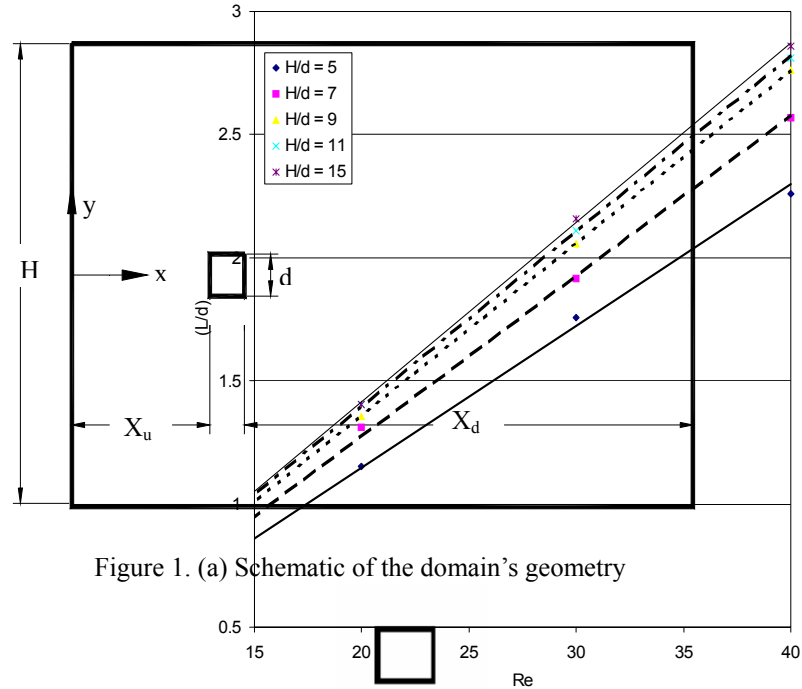 3
H/d = 5
H/d = 7
H/d = 9
H/d = 11
H/d = 15
2.5
y
2
H
x
d
(L/d)
1.5
Xu
Xd
1
Figure 1. (a) Schematic of the domain’s geometry
0.5
15 20 25 30 35 40
Re